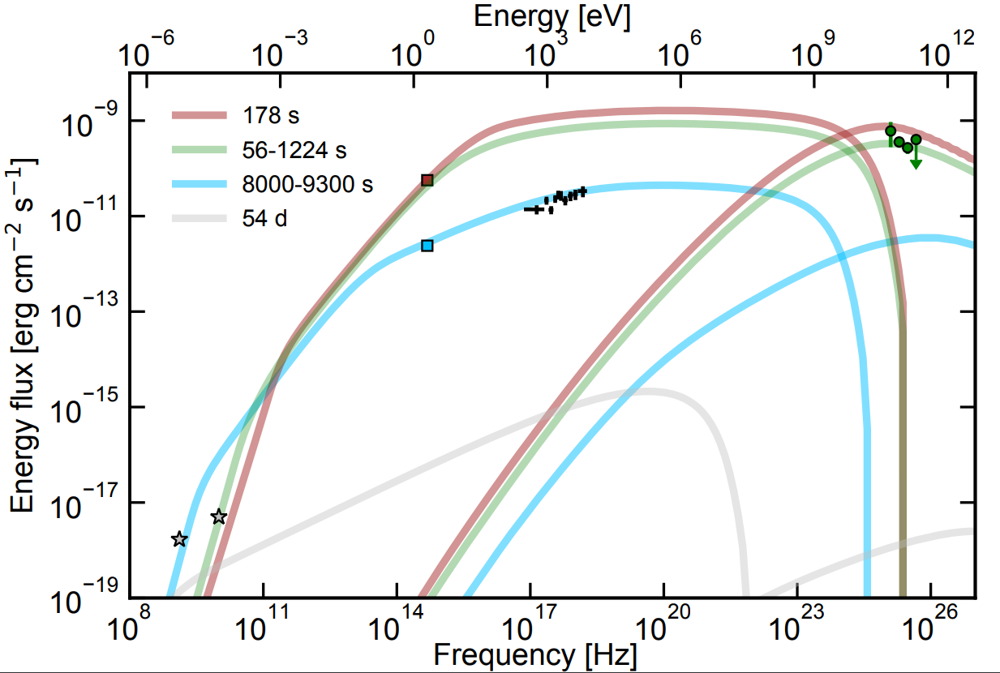 Energy [eV]
10^−6 10^−3 10^0 10^3 10^6 10^9 10^12
10^−9
10^−11
10^−13
10^−15
10^−17
10^−19
Energy flux [erg cm^−2 s^−1]
178 s
56-1224 s
8000-9300 s
54 d
10^8 10^11 10^14 10^17 10^20 10^23 10^26
Frequency [Hz]